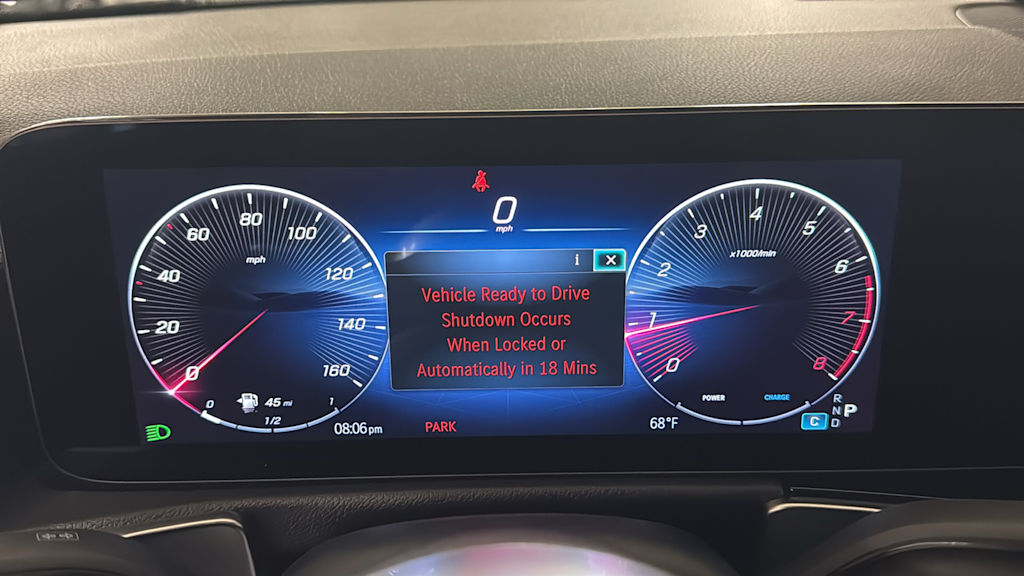 0
mph
20
40
60
80
100
120
140
160
0
mph
0
1/2
1
45 mi
08:06 pm
i
Vehicle Ready to Drive
Shutdown Occurs
When Locked or
Automatically in 18 Mins
PARK
0
1
2
3
4
5
6
7
8
x1000/min
POWER
CHARGE
68°F
C
R
N
D
P